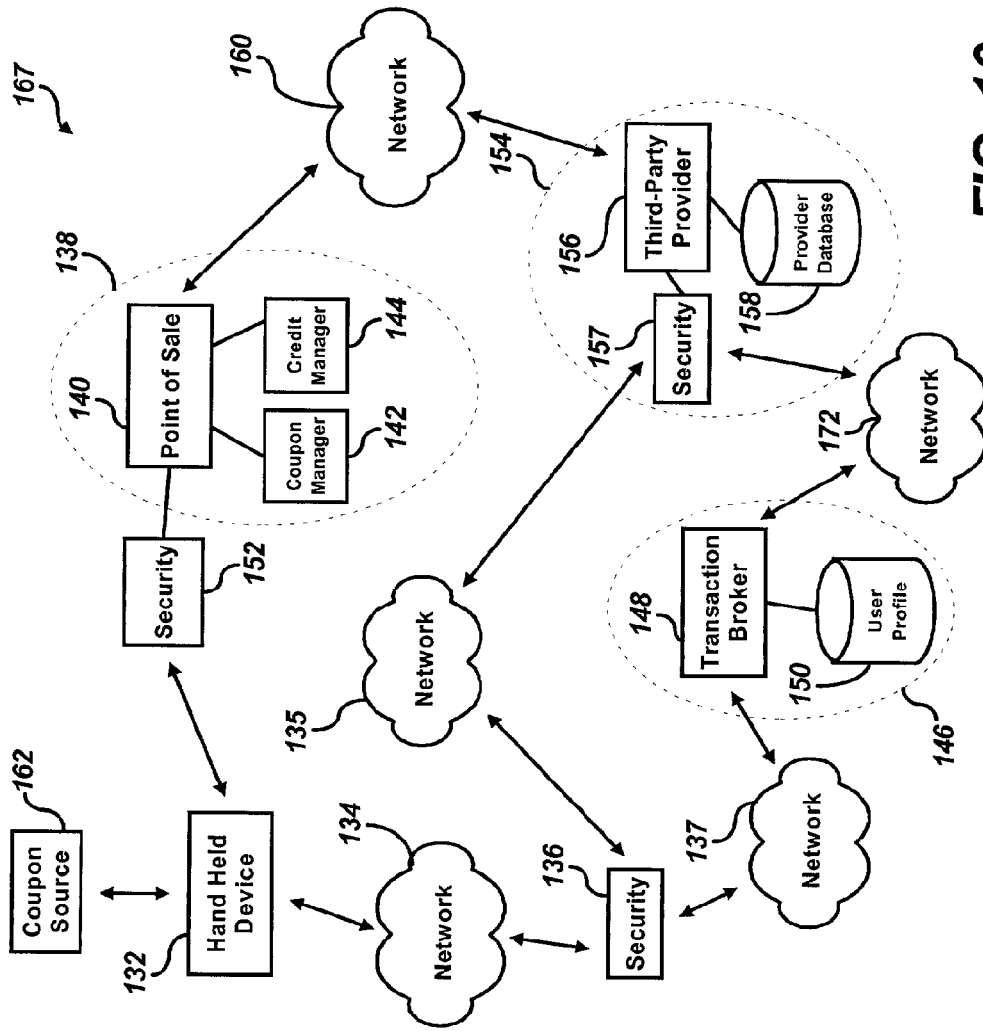 167
162
Coupon
Source
132
Hand Held
Device
134
Network
136
Security
137
Network
135
Network
152
Security
138
140
Point of Sale
142
Coupon
Manager
144
Credit
Manager
160
Network
154
156
Third-Party
Provider
157
Security
158
Provider
Database
172
Network
146
148
Transaction
Broker
150
User
Profile
FIG.